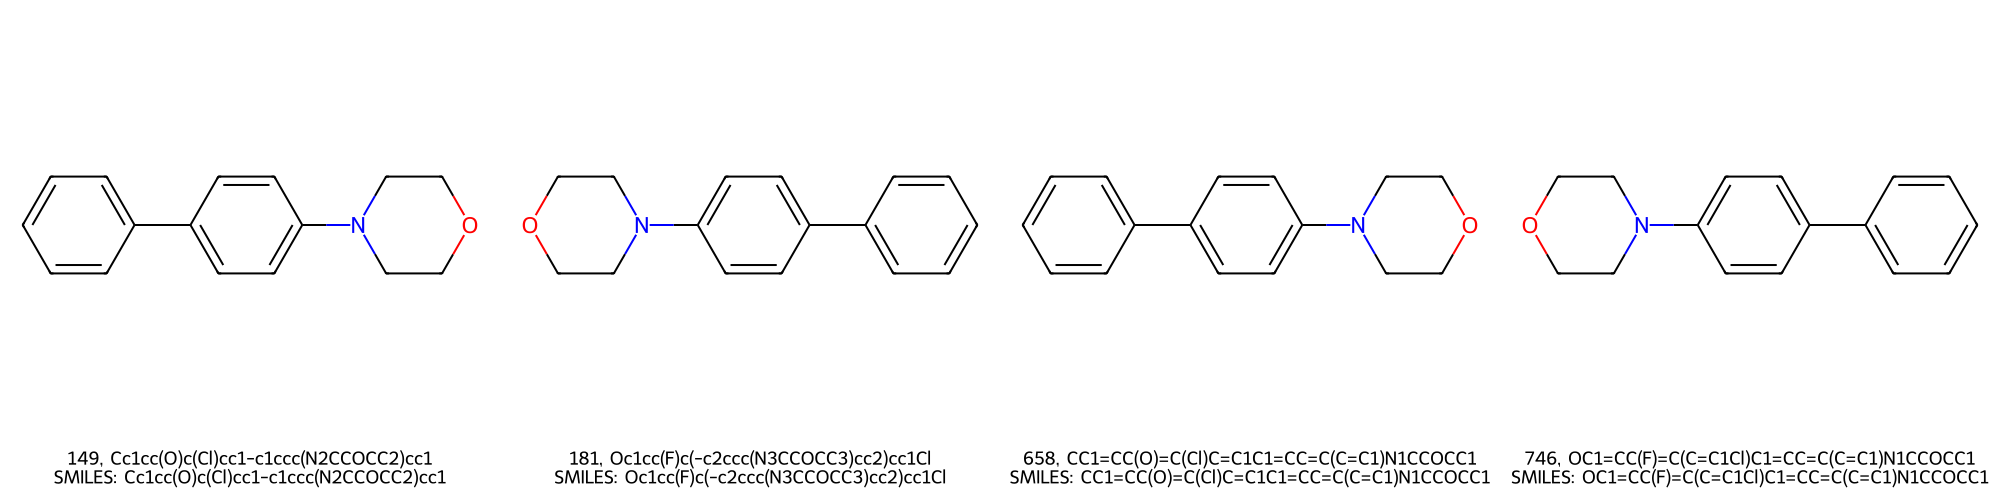 N
O
O
N
N
O
O
N
149, Cc1cc(O)c(Cl)cc1-c1ccc(N2CCOCC2)cc1
SMILES: Cc1cc(O)c(Cl)cc1-c1ccc(N2CCOCC2)cc1
181, Oc1cc(F)c(-c2ccc(N3CCOCC3)cc2)cc1Cl
SMILES: Oc1cc(F)c(-c2ccc(N3CCOCC3)cc2)cc1Cl
658, CC1=CC(O)=C(Cl)C=C1C1=CC=C(C=C1)N1CCOCC1
SMILES: CC1=CC(O)=C(Cl)C=C1C1=CC=C(C=C1)N1CCOCC1
746, OC1=CC(F)=C(C=C1Cl)C1=CC=C(C=C1)N1CCOCC1
SMILES: OC1=CC(F)=C(C=C1Cl)C1=CC=C(C=C1)N1CCOCC1